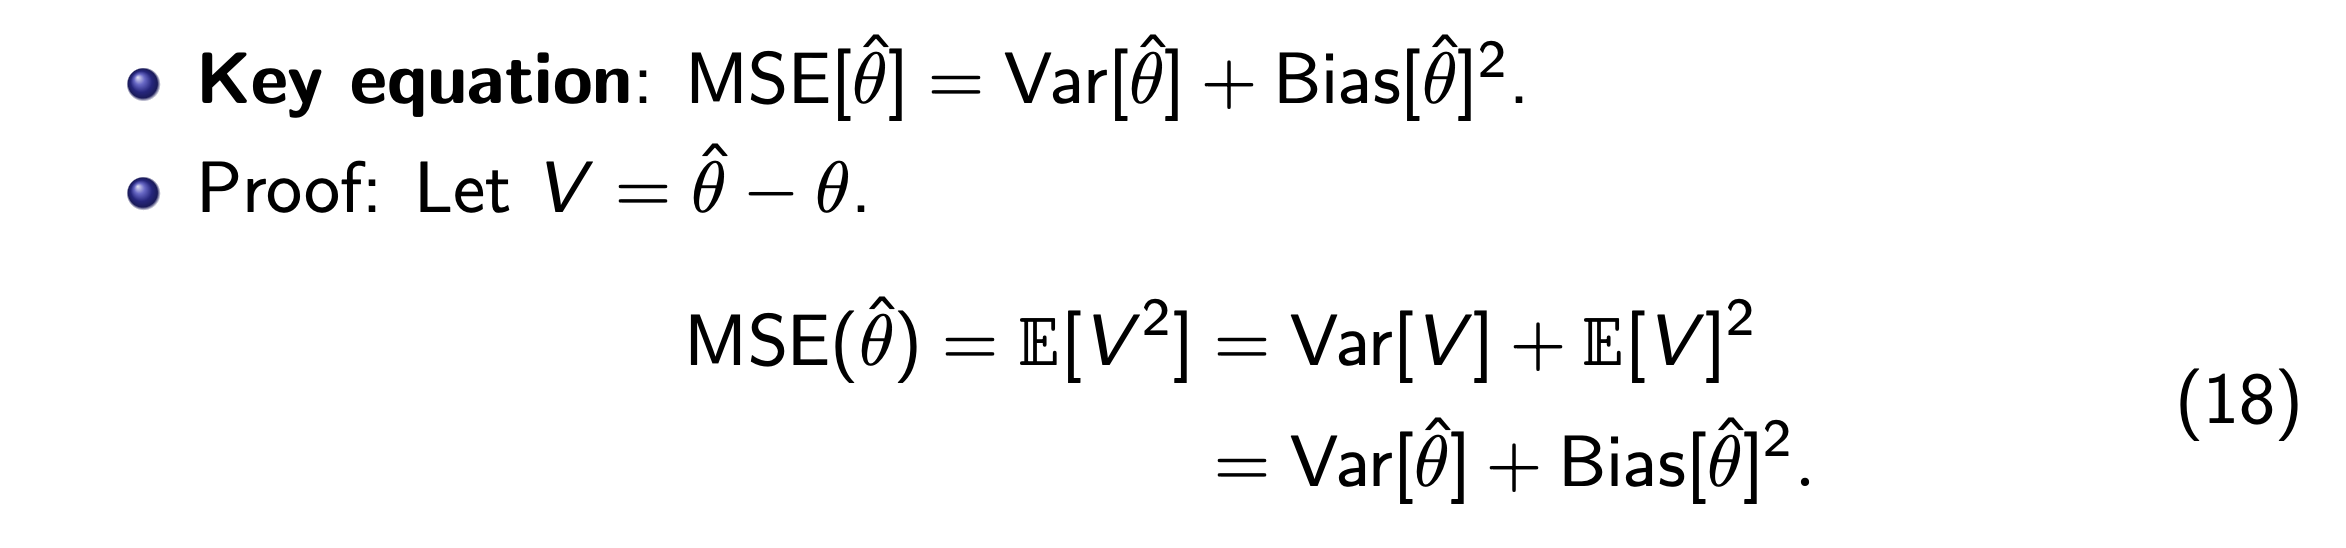 • Key equation: MSE[θ̂] = Var[θ̂] + Bias[θ̂]².
• Proof: Let V = θ̂ − θ.
MSE(θ̂) = 𝔼[V²] = Var[V] + 𝔼[V]²
(18)
= Var[θ̂] + Bias[θ̂]².